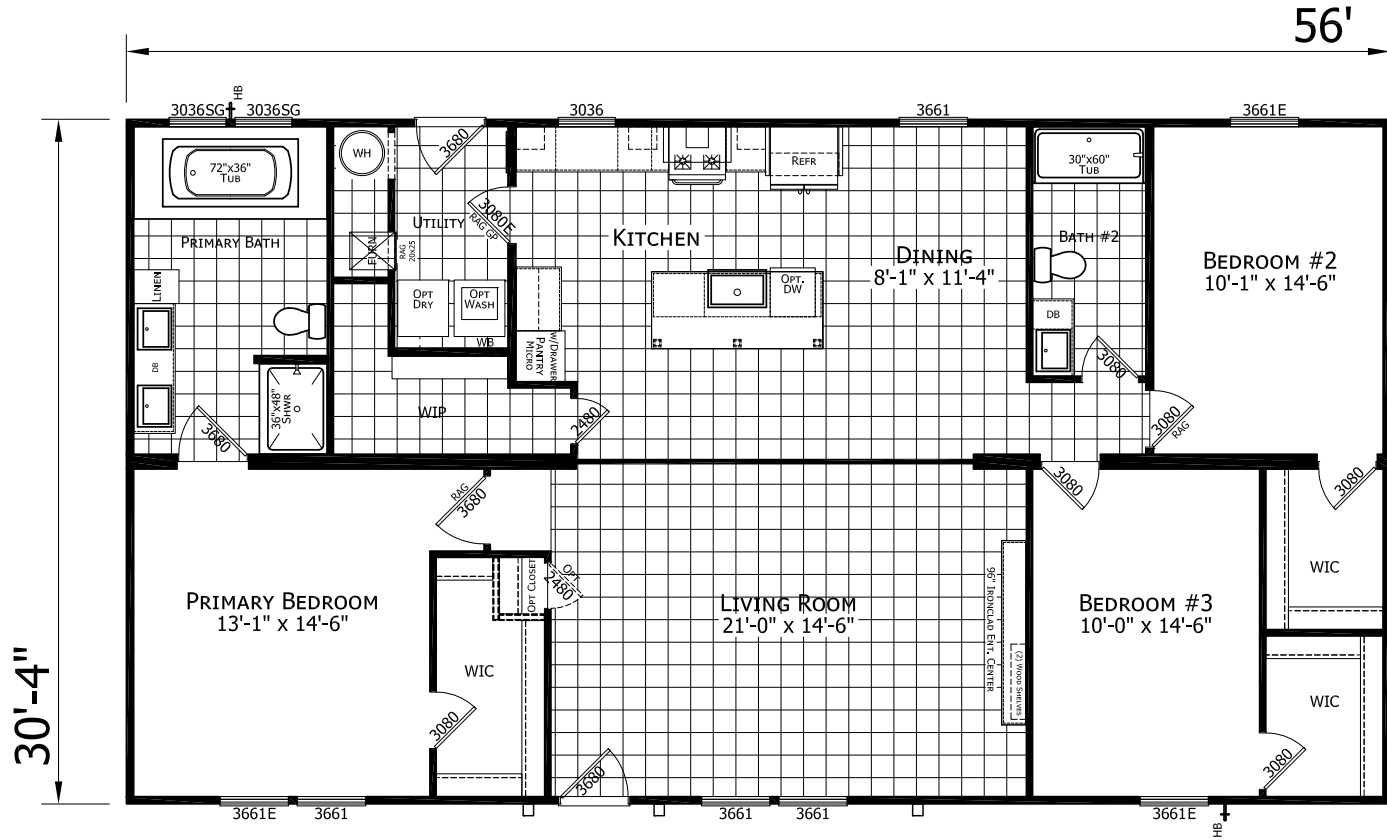 56'
30'-4"
HB
3036SG
3036SG
3036
3661
3661E
3680
72"x36"
TUB
WH
REFR
30"x60"
TUB
3080E
RAG GP
UTILITY
PRIMARY BATH
KITCHEN
DINING
8'-1" x 11'-4"
BATH #2
BEDROOM #2
10'-1" x 14'-6"
FURN
RAG
20x25
LINEN
OPT
DRY
OPT
WASH
WB
OPT.
DW
DB
DB
w/DRAWER
PANTRY
MICRO
36"x48"
SHWR
WIP
2480
3680
3080
3080
RAG
RAG
3680
3080
3080
OPT CLOSET
OPT
2480
PRIMARY BEDROOM
13'-1" x 14'-6"
LIVING ROOM
21'-0" x 14'-6"
BEDROOM #3
10'-0" x 14'-6"
96" IRONCLAD ENT. CENTER
(2) WOOD SHELVES
WIC
WIC
WIC
3080
3080
3680
3661E
3661
3661
3661
3661E
HB